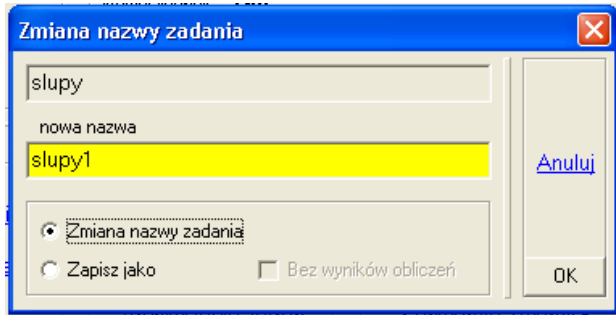 Zmiana nazwy zadania
slupy
nowa nazwa
slupy1
Anuluj
Zmiana nazwy zadania
Zapisz jako
Bez wyników obliczeń
OK